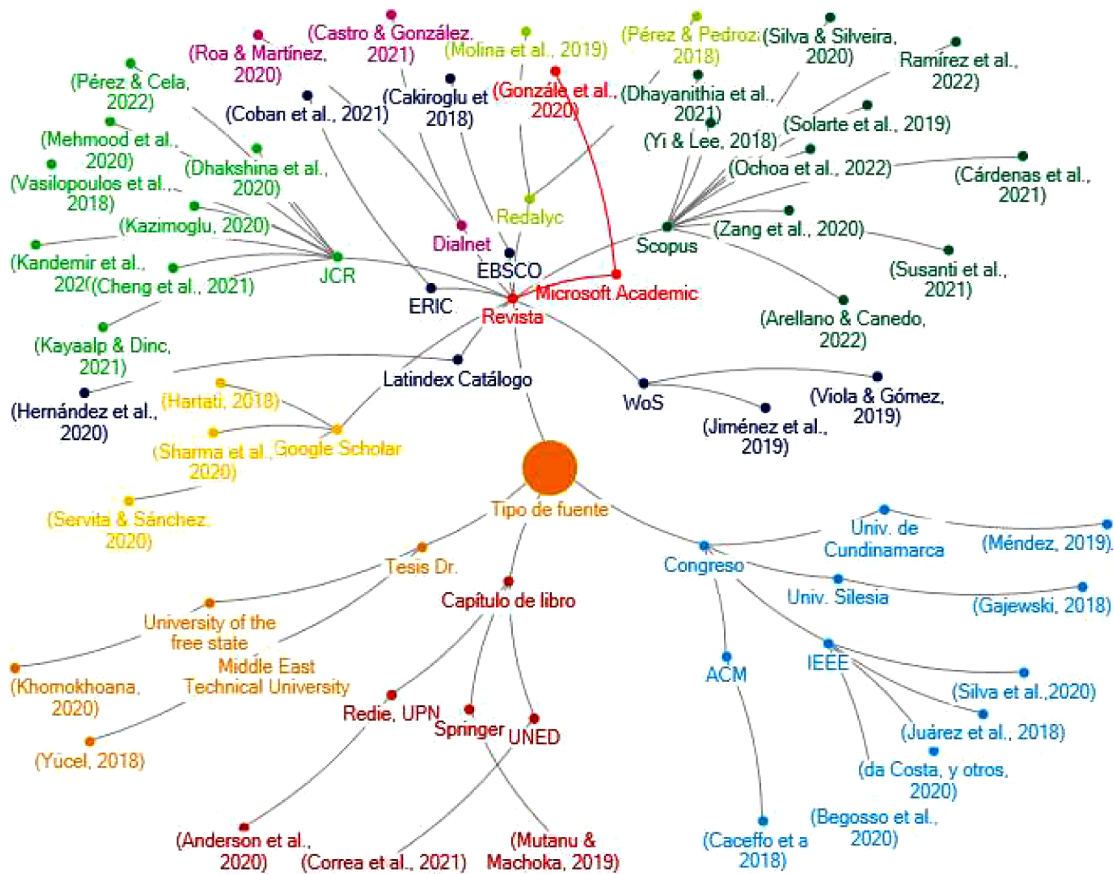 (Castro & González,
2021)
(Roa & Martínez,
2020)
(Molina et al., 2019)
(Pérez & Pedroz
2018)
(Silva & Silveira,
2020)
Ramírez et al.,
2022)
(Pérez & Cela,
2022)
(Coban et al., 2021)
(Cakiroglu et
2018)
(Gonzále et al.,
2020)
(Dhayanithia et al.,
2021)
(Solarte et al., 2019)
(Mehmood et al.,
2020)
(Dhakshina et al.,
2020)
(Yi & Lee, 2018)
(Ochoa et al., 2022)
(Cárdenas et al.,
2021)
(Vasilopoulos et al.,
2018)
(Kazimoglu, 2020)
Redalyc
Dialnet
Scopus
(Zang et al., 2020)
(Kandemir et al.,
202
(Cheng et al., 2021)
JCR
EBSCO
ERIC
Microsoft Academic
(Susanti et al.,
2021)
Revista
(Arellano & Canedo,
2022)
(Kayaalp & Dinc,
2021)
Latindex Catálogo
(Hernández et al.,
2020)
(Hartati, 2018)
WoS
(Viola & Gómez,
2019)
(Jiménez et al.,
2019)
(Sharma et al.,
2020)
Google Scholar
(Servita & Sánchez,
2020)
Tipo de fuente
Univ. de
Cundinamarca
(Méndez, 2019)
Tesis Dr.
Congreso
Capítulo de libro
Univ. Silesia
(Gajewski, 2018)
University of the
free state
Middle East
Technical University
(Khomokhoana,
2020)
ACM
IEEE
(Silva et al.,2020)
Redie, UPN
Springer
UNED
(Juárez et al., 2018)
(Yücel, 2018)
(da Costa, y otros,
2020)
(Begosso et al.,
2020)
(Anderson et al.,
2020)
(Correa et al., 2021)
(Mutanu &
Machoka, 2019)
(Caceffo et a
2018)